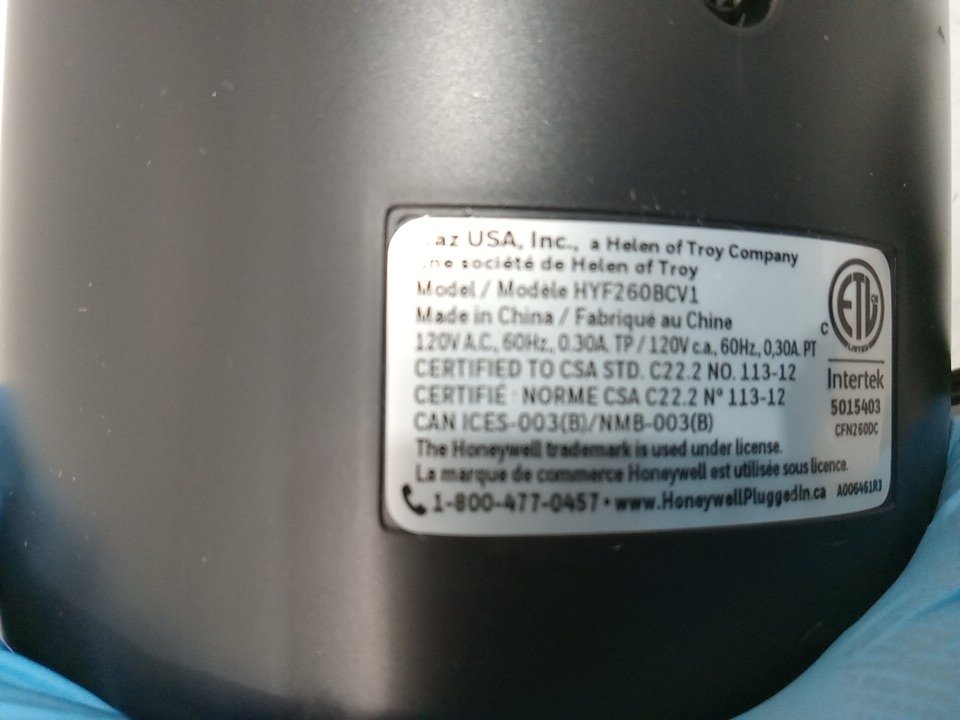 USA, Inc., a Helen of Troy Company
société de Helen of Troy
Model / Modèle HYF260BCV1
Made in China / Fabriqué au Chine
120V A.C., 60Hz., 0.30A. TP / 120V c.a., 60Hz, 0,30A. PT
CERTIFIED TO CSA STD. C22.2 NO. 113-12
CERTIFIÉ NORME CSA C22.2 N° 113-12
CAN ICES-003(B)/NMB-003(B)
The Honeywell trademark is used under license.
La marque de commerce Honeywell est utilisée sous licence.
1-800-477-0457 • www.HoneywellPluggedIn.ca
A006461R3
C ETL CM
LISTED
Intertek
5015403
CFN260DC